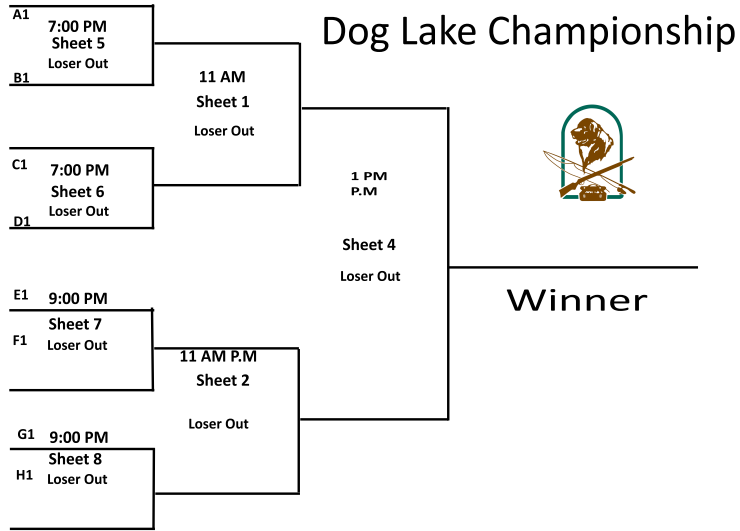 Dog Lake Championship
A1
7:00 PM
Sheet 5
Loser Out
B1
11 AM
Sheet 1
Loser Out
C1
7:00 PM
Sheet 6
Loser Out
D1
1 PM
P.M
Sheet 4
Loser Out
Winner
E1 9:00 PM
Sheet 7
F1 Loser Out
11 AM P.M
Sheet 2
Loser Out
G1 9:00 PM
Sheet 8
H1 Loser Out